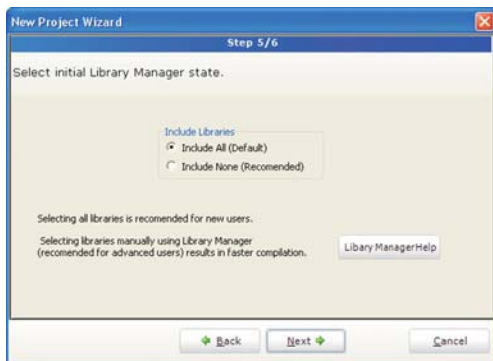 New Project Wizard
Step 5/6
Select initial Library Manager state.
Include Libraries
Include All (Default)
Include None (Recomended)
Selecting all libraries is recomended for new users.
Selecting libraries manually using Library Manager
(recomended for advanced users) results in faster compilation.
Libary ManagerHelp
Back
Next
Cancel